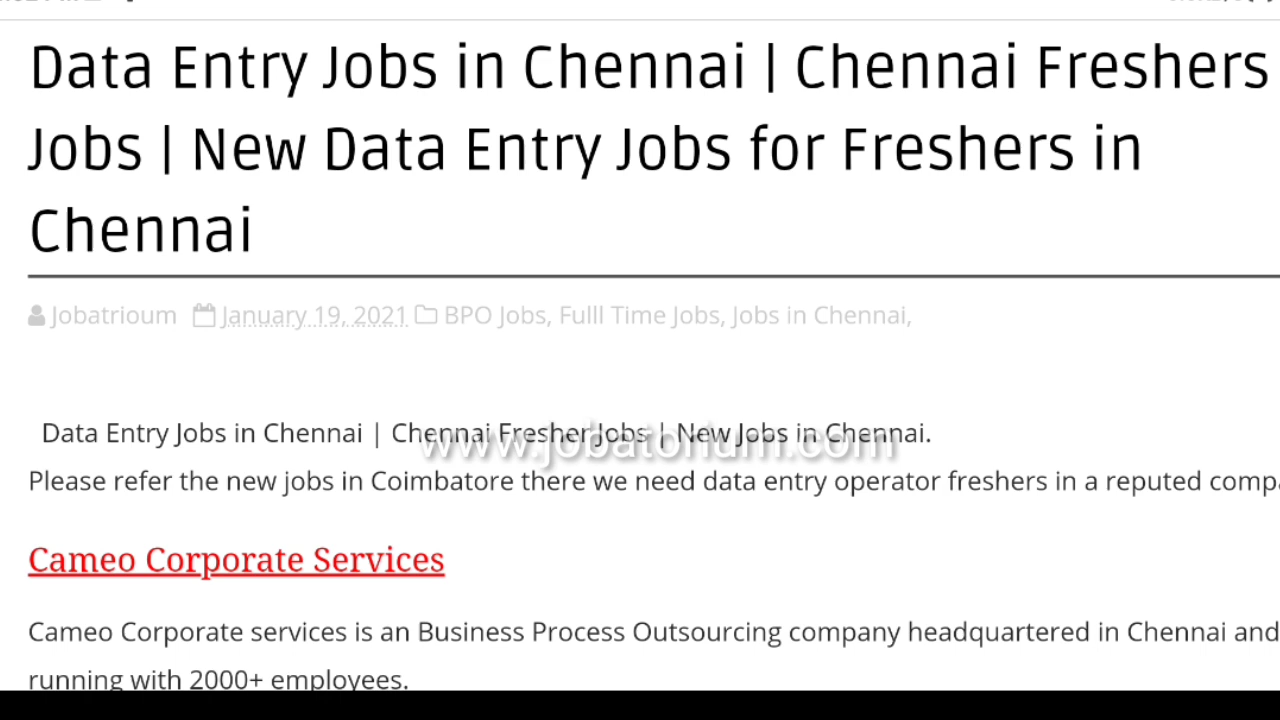 Data Entry Jobs in Chennai | Chennai Freshers
Jobs | New Data Entry Jobs for Freshers in
Chennai
Jobatrioum January 19, 2021 BPO Jobs, Fulll Time Jobs, Jobs in Chennai,
Data Entry Jobs in Chennai | Chennai Fresher Jobs | New Jobs in Chennai.
www.jobatorium.com
Please refer the new jobs in Coimbatore there we need data entry operator freshers in a reputed
Cameo Corporate Services
Cameo Corporate services is an Business Process Outsourcing company headquartered in Chennai and
running with 2000+ employees.